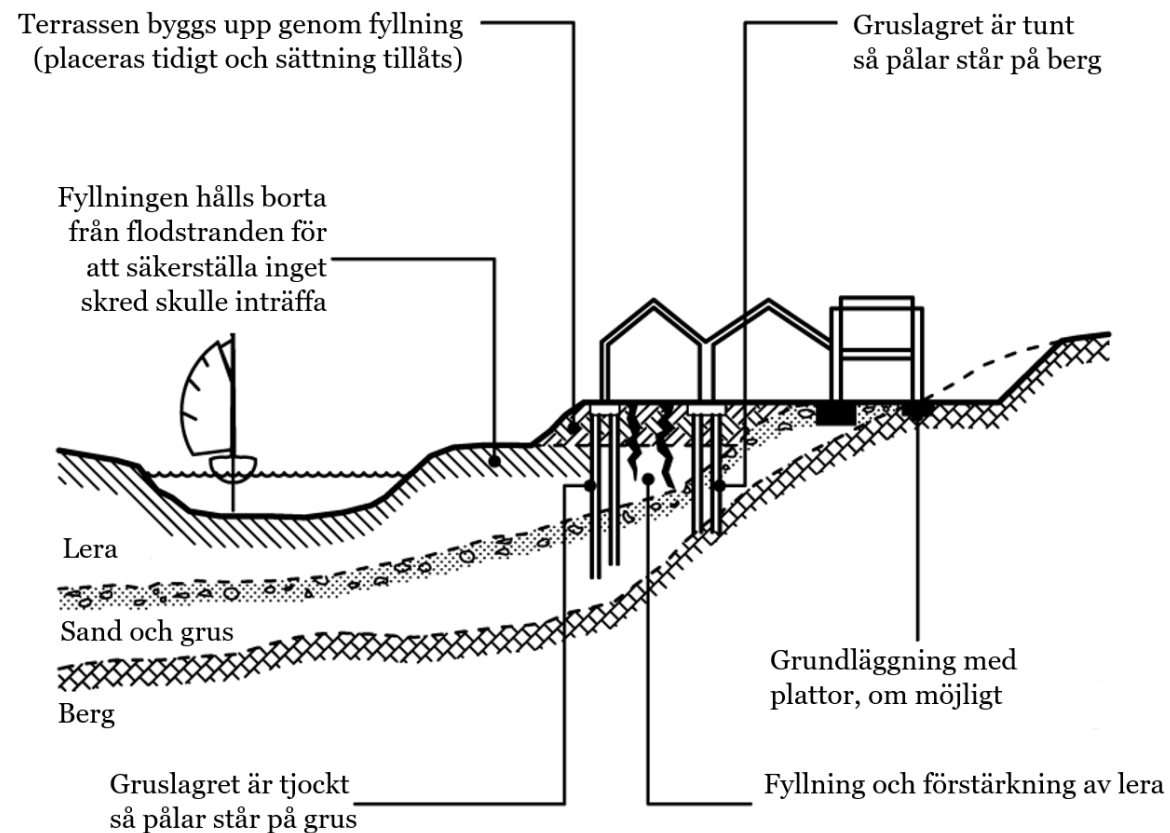 Terrassen byggs upp genom fyllning
(placeras tidigt och sättning tillåts)
Gruslagret är tunt
så pålar står på berg
Fyllningen hålls borta
från flodstranden för
att säkerställa inget
skred skulle inträffa
Lera
Sand och grus
Berg
Grundläggning med
plattor, om möjligt
Gruslagret är tjockt
så pålar står på grus
Fyllning och förstärkning av lera